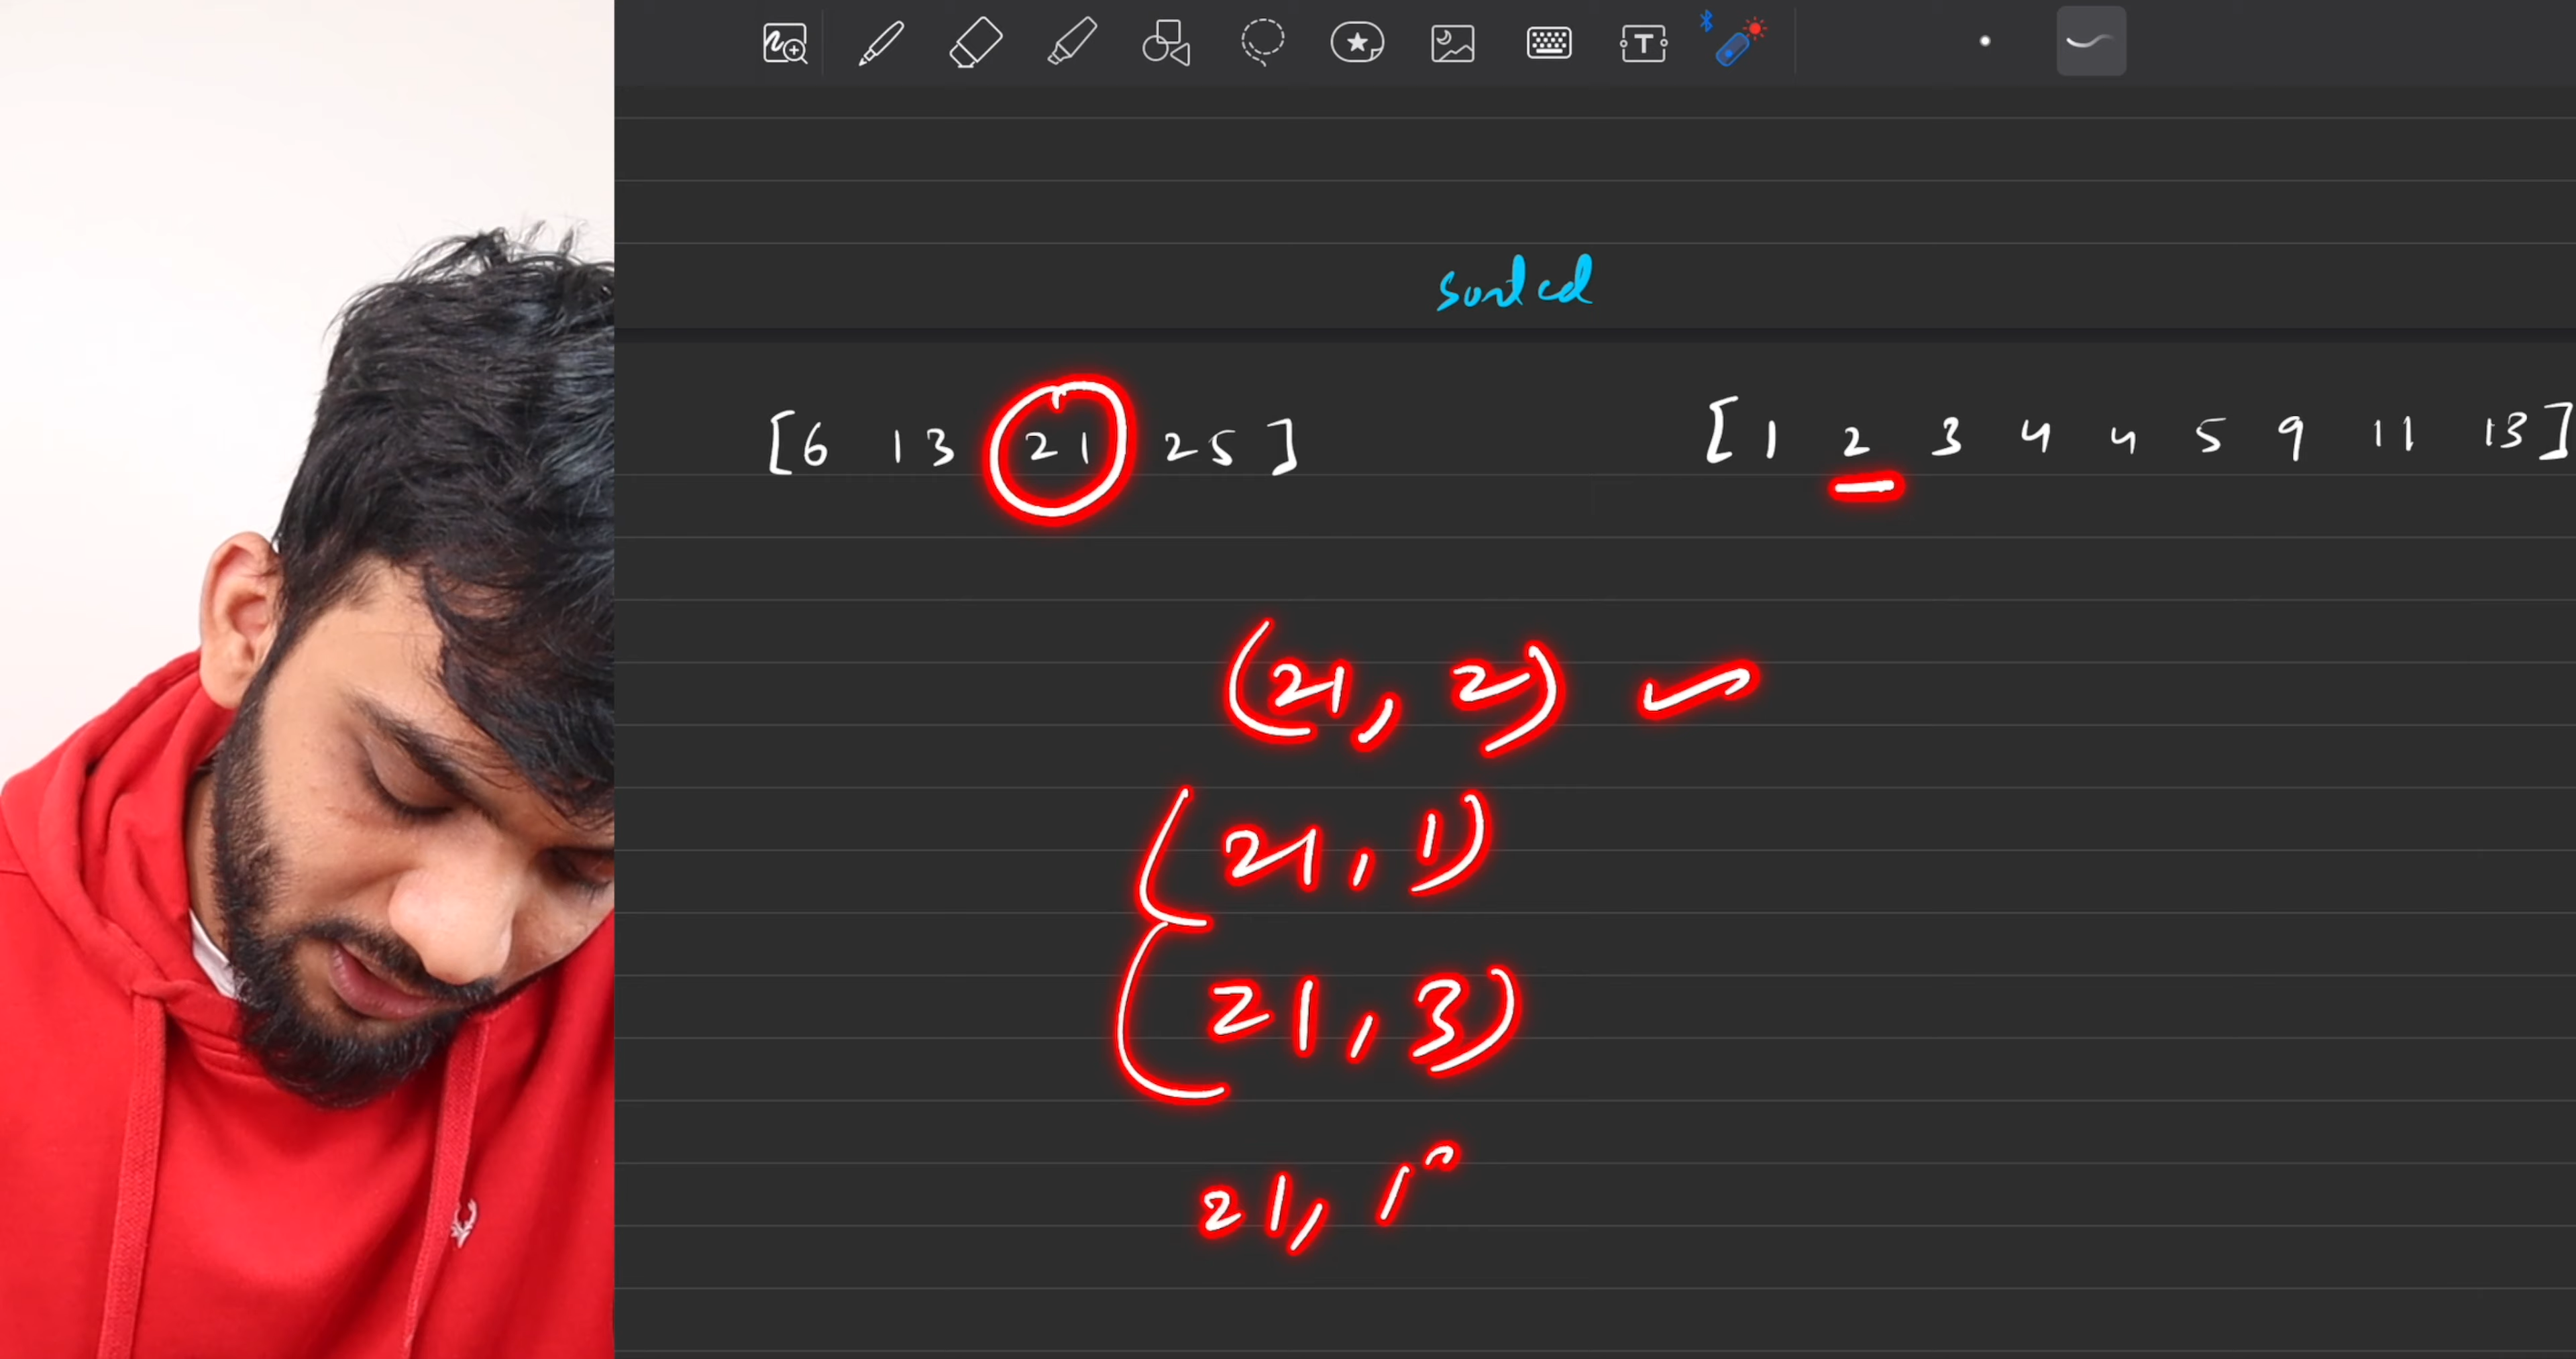 sorted
[6 13 21 25]
[1 2 3 4 4 5 9 11 13]
(21, 2)
(21, 1)
(21, 3)
21, 1